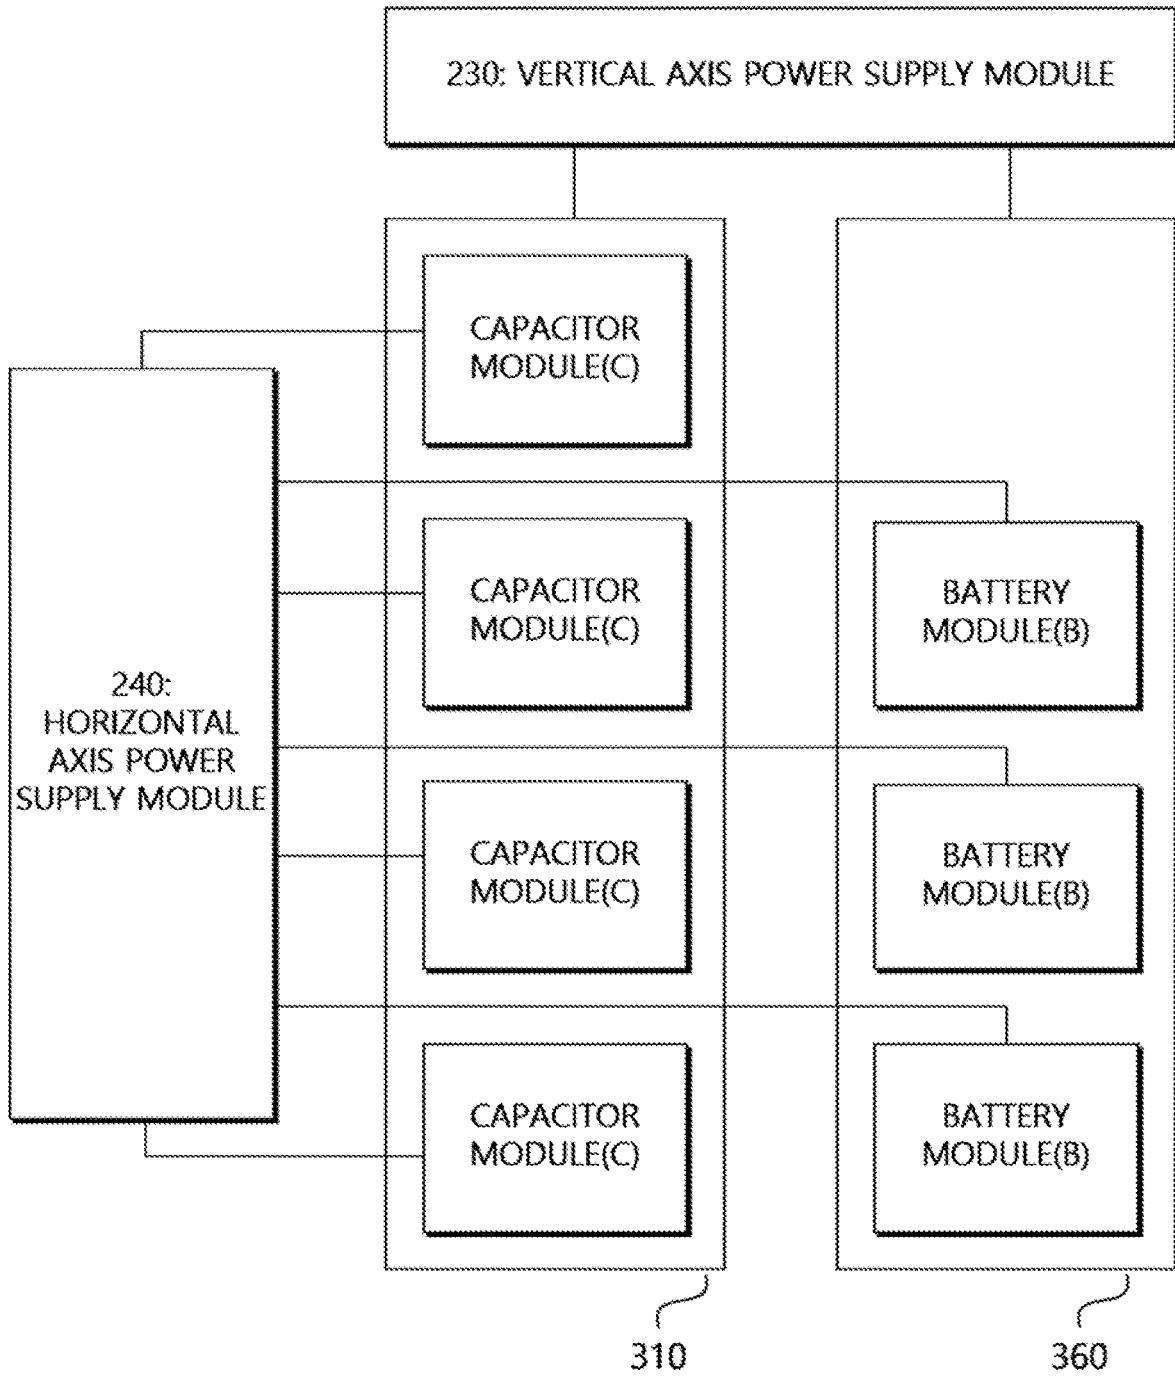 230: VERTICAL AXIS POWER SUPPLY MODULE
CAPACITOR
MODULE(C)
CAPACITOR
MODULE(C)
BATTERY
MODULE(B)
240:
HORIZONTAL
AXIS POWER
SUPPLY MODULE
CAPACITOR
MODULE(C)
BATTERY
MODULE(B)
CAPACITOR
MODULE(C)
BATTERY
MODULE(B)
310
360